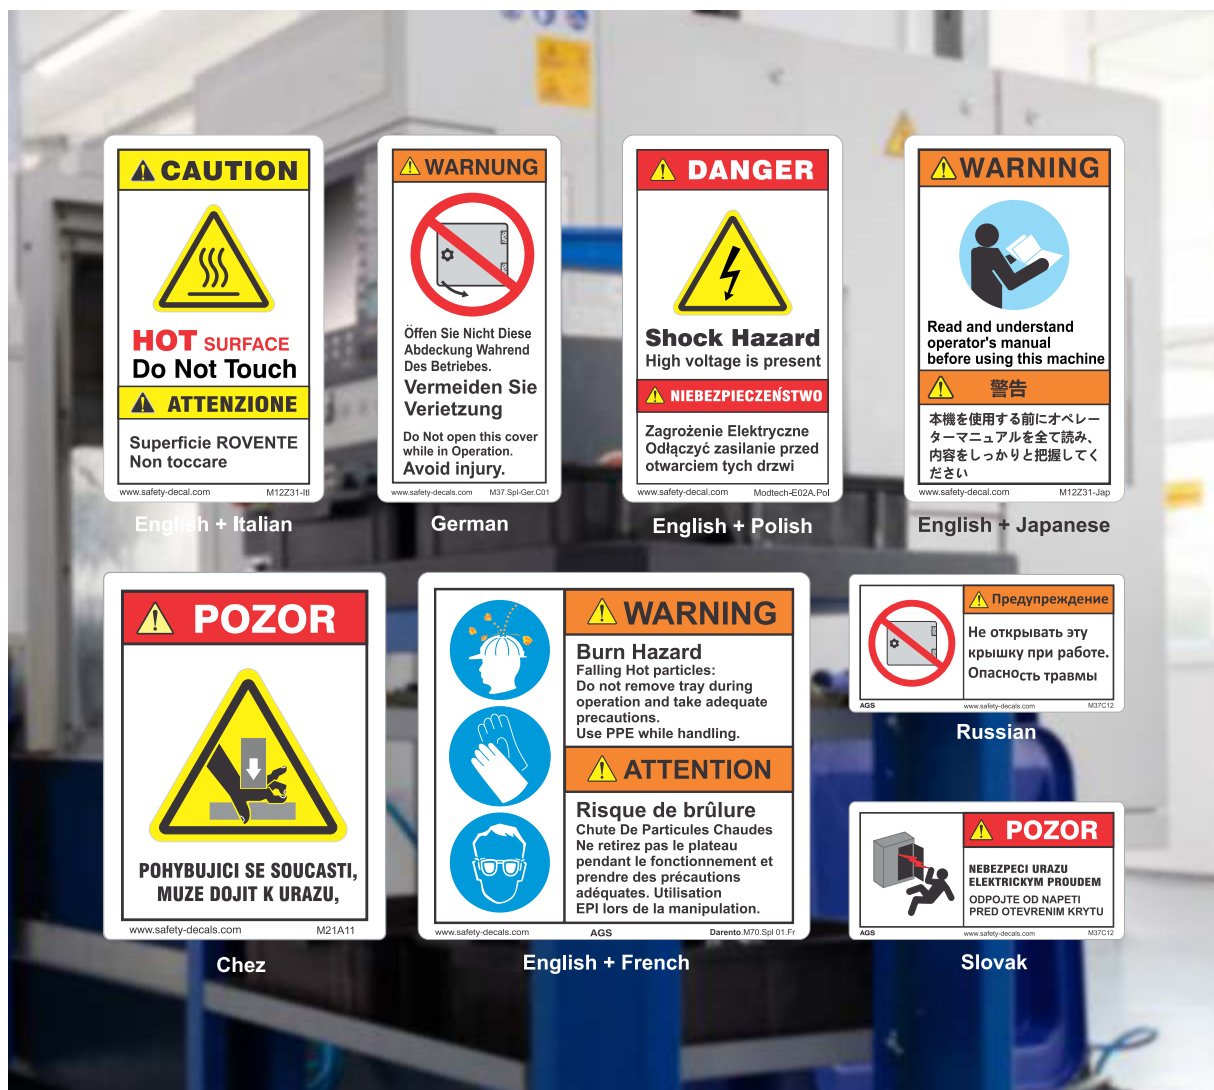 CAUTION
HOT SURFACE
Do Not Touch
ATTENZIONE
Superficie ROVENTE
Non toccare
www.safety-decal.com M12Z31-Itl
English + Italian
WARNUNG
Öffen Sie Nicht Diese
Abdeckung Wahrend
Des Betriebes.
Vermeiden Sie
Verietzung
Do Not open this cover
while in Operation.
Avoid injury.
www.safety-decals.com M37.Spl-Ger.C01
German
DANGER
Shock Hazard
High voltage is present
NIEBEZPIECZEŃSTWO
Zagrożenie Elektryczne
Odłączyć zasilanie przed
otwarciem tych drzwi
www.safety-decals.com Modtech-E02A.Pol
English + Polish
WARNING
Read and understand
operator's manual
before using this machine
警告
本機を使用する前にオペレー
ターマニュアルを全て読み、
内容をしっかりと把握してく
ださい
www.safety-decal.com M12Z31-Jap
English + Japanese
POZOR
POHYBUJICI SE SOUCASTI,
MUZE DOJIT K URAZU,
www.safety-decals.com M21A11
Chez
WARNING
Burn Hazard
Falling Hot particles:
Do not remove tray during
operation and take adequate
precautions.
Use PPE while handling.
ATTENTION
Risque de brûlure
Chute De Particules Chaudes
Ne retirez pas le plateau
pendant le fonctionnement et
prendre des précautions
adéquates. Utilisation
EPI lors de la manipulation.
www.safety-decals.com AGS Darento.M70.Spl 01.Fr
English + French
Предупреждение
Не открывать эту
крышку при работе.
Опасность травмы
AGS www.safety-decals.com M37C12
Russian
POZOR
NEBEZPECI URAZU
ELEKTRICKYM PROUDEM
ODPOJTE OD NAPETI
PRED OTEVRENIM KRYTU
AGS www.safety-decals.com M37C12
Slovak